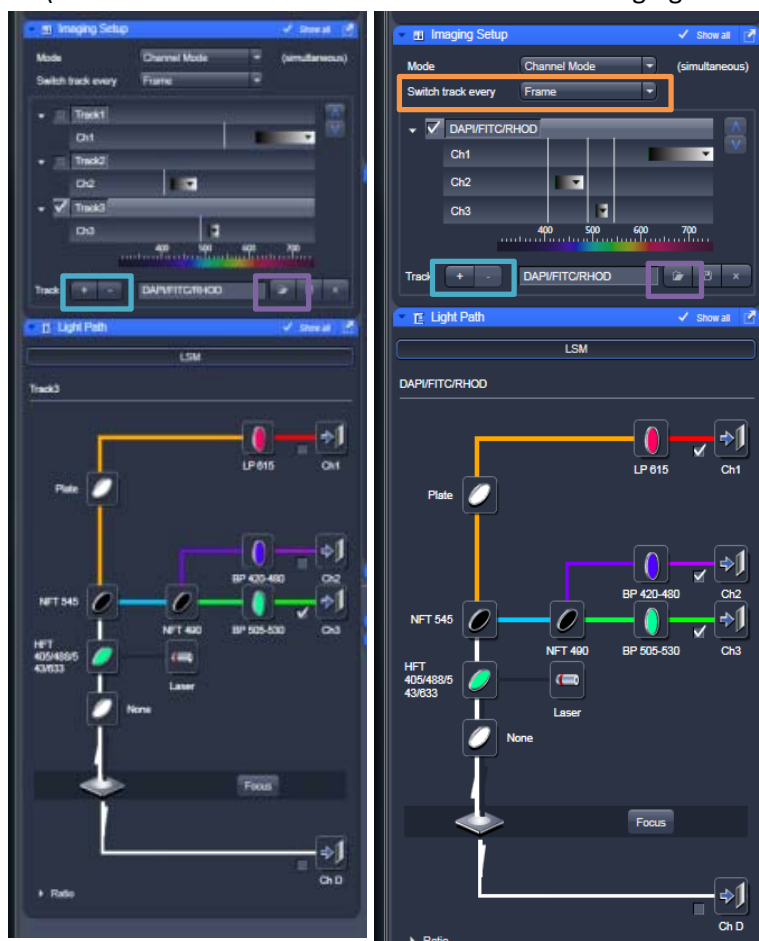 Imaging Setup Show all
Mode Channel Mode (simultaneous)
Switch track every Frame
Track1
Ch1
Track2
Ch2
Track3
Ch3
400 500 600 700
Track + - DAPI/FITC/RHOD x
Light Path Show all
LSM
Track3
LP 615 Ch1
Plate
BP 420-480 Ch2
NFT 545 NFT 490 BP 505-530 Ch3
HFT
405/488/5
43/633
Laser
None
Focus
Ch D
Ratio
Imaging Setup Show all
Mode Channel Mode (simultaneous)
Switch track every Frame
DAPI/FITC/RHOD
Ch1
Ch2
Ch3
400 500 600 700
Track + - DAPI/FITC/RHOD x
Light Path Show all
LSM
DAPI/FITC/RHOD
LP 615 Ch1
Plate
BP 420-480 Ch2
NFT 545 NFT 490 BP 505-530 Ch3
HFT
405/488/5
43/633
Laser
None
Focus
Ch D